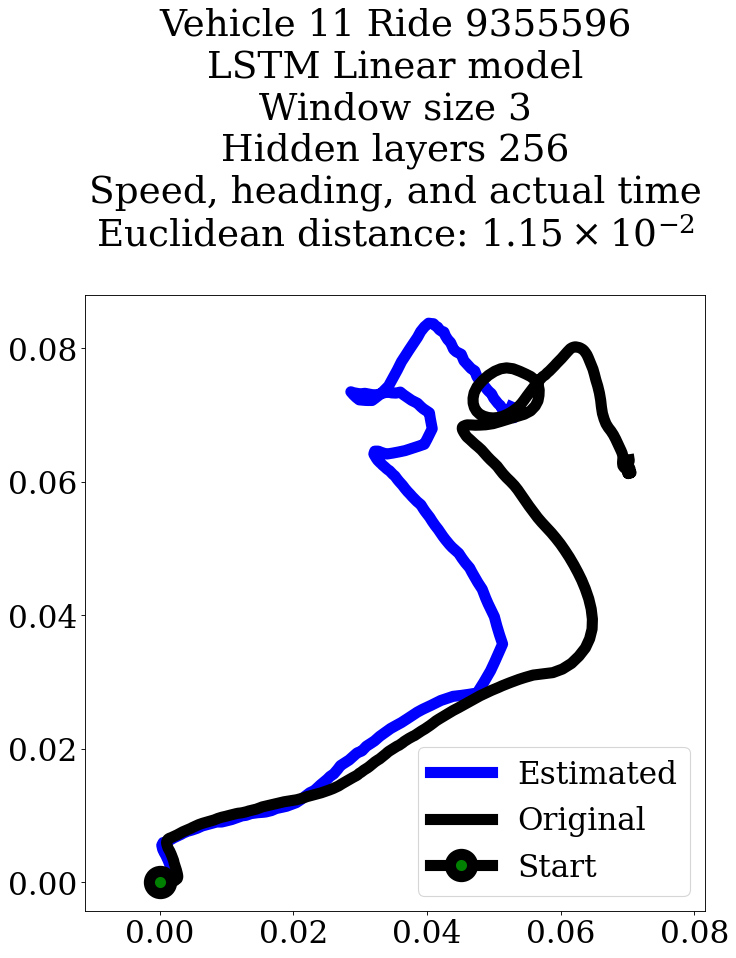 Vehicle 11 Ride 9355596
LSTM Linear model
Window size 3
Hidden layers 256
Speed, heading, and actual time
Euclidean distance: 1.15 × 10⁻²
0.08
0.06
0.04
0.02
0.00
Estimated
Original
Start
0.00 0.02 0.04 0.06 0.08